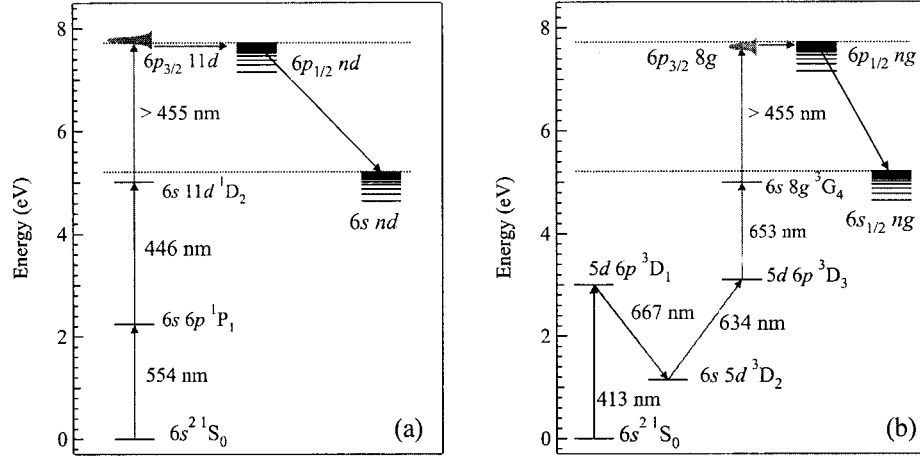 8
6
4
2
0
Energy (eV)
6p₃/₂ 11d
6p₁/₂ nd
> 455 nm
6s 11d ¹D₂
6s nd
446 nm
6s 6p ¹P₁
554 nm
6s² ¹S₀
(a)
8
6
4
2
0
Energy (eV)
6p₃/₂ 8g
6p₁/₂ ng
> 455 nm
6s 8g ³G₄
6s₁/₂ ng
653 nm
5d 6p ³D₁
5d 6p ³D₃
667 nm
634 nm
6s 5d ³D₂
413 nm
6s² ¹S₀
(b)